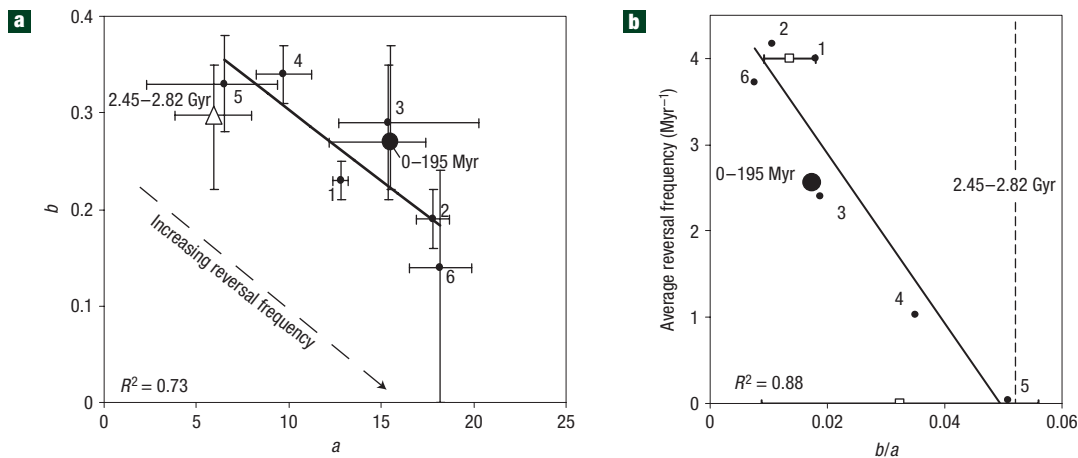 a
0.4
0.3
0.2
0.1
0
b
0
5
10
15
20
25
a
2.45–2.82 Gyr
5
4
3
0–195 Myr
1
2
6
Increasing reversal frequency
R² = 0.73
b
4
3
2
1
0
Average reversal frequency (Myr⁻¹)
0
0.02
0.04
0.06
b/a
2
1
6
0–195 Myr
3
2.45–2.82 Gyr
4
5
R² = 0.88